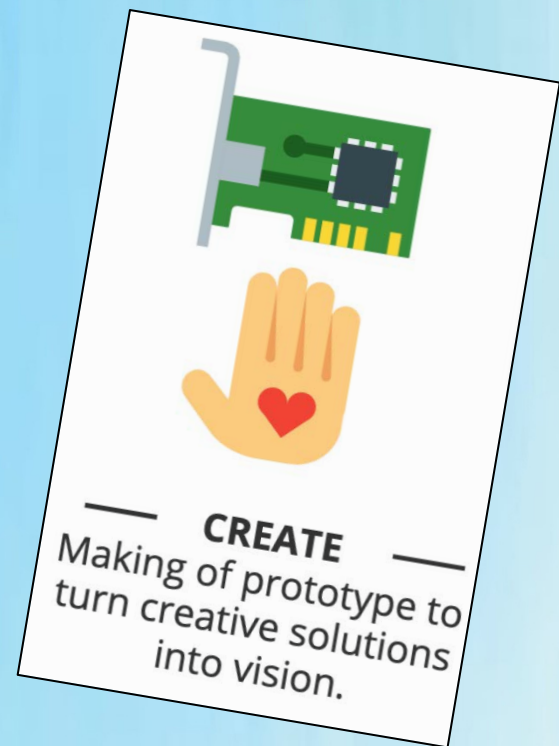 CREATE
Making of prototype to
turn creative solutions
into vision.